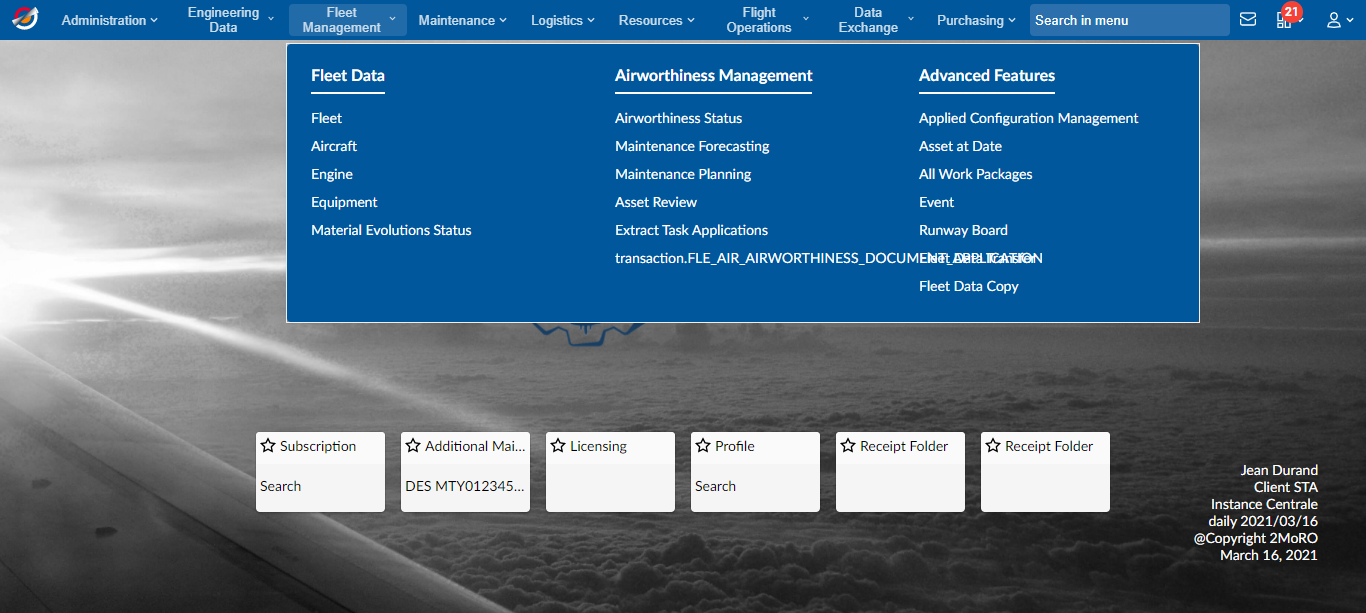 Administration
Engineering
Data
Fleet
Management
Maintenance
Logistics
Resources
Flight
Operations
Data
Exchange
Purchasing
Search in menu
21
Fleet Data
Fleet
Aircraft
Engine
Equipment
Material Evolutions Status
Airworthiness Management
Airworthiness Status
Maintenance Forecasting
Maintenance Planning
Asset Review
Extract Task Applications
transaction.FLE_AIR_AIRWORTHINESS_DOCUMENT_APPLICATION
Advanced Features
Applied Configuration Management
Asset at Date
All Work Packages
Event
Runway Board
Fleet Data Transfer
Fleet Data Copy
Subscription
Search
Additional Mai...
DES MTY012345...
Licensing
Profile
Search
Receipt Folder
Receipt Folder
Jean Durand
Client STA
Instance Centrale
daily 2021/03/16
@Copyright 2MoRO
March 16, 2021